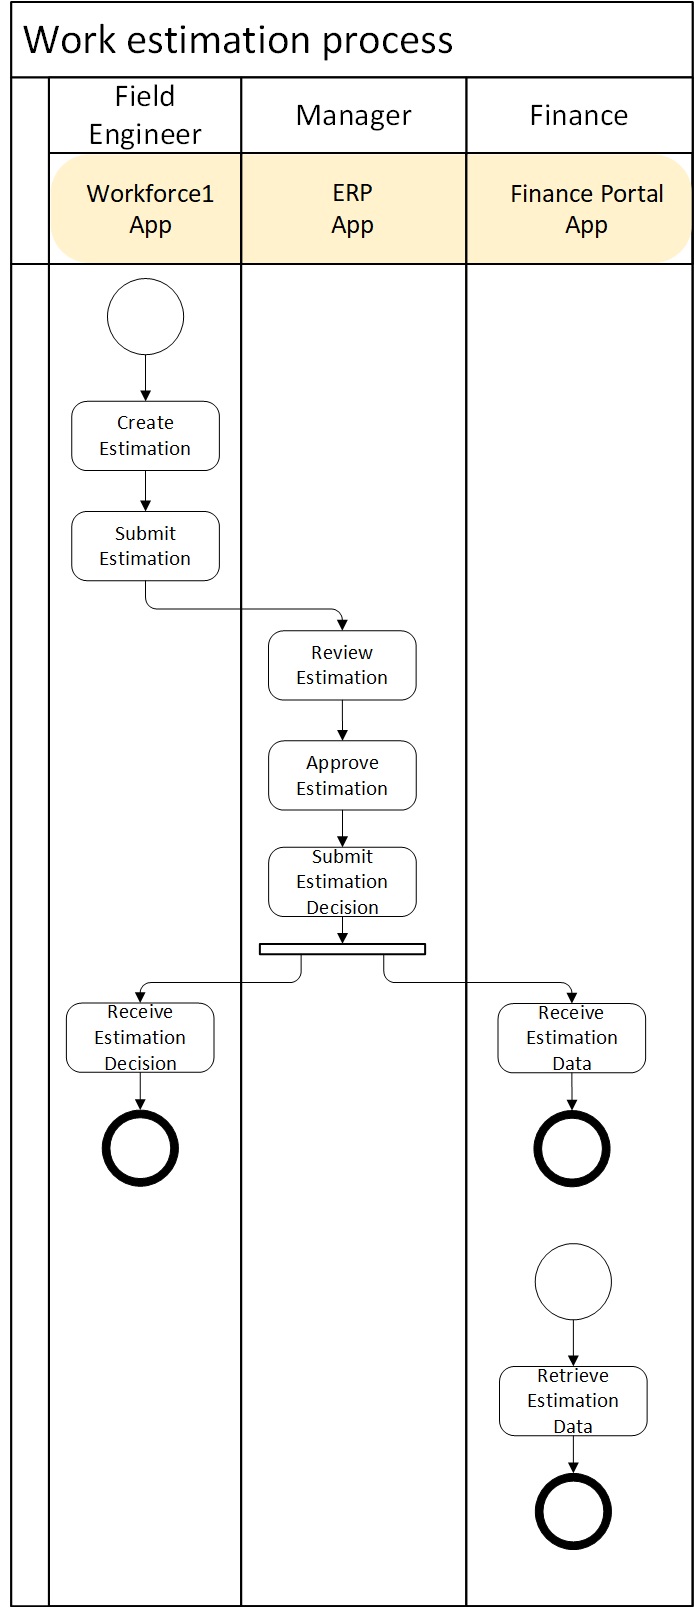 Work estimation process
Field
Engineer
Manager
Finance
Workforce1
App
ERP
App
Finance Portal
App
Create
Estimation
Submit
Estimation
Review
Estimation
Approve
Estimation
Submit
Estimation
Decision
Receive
Estimation
Decision
Receive
Estimation
Data
Retrieve
Estimation
Data